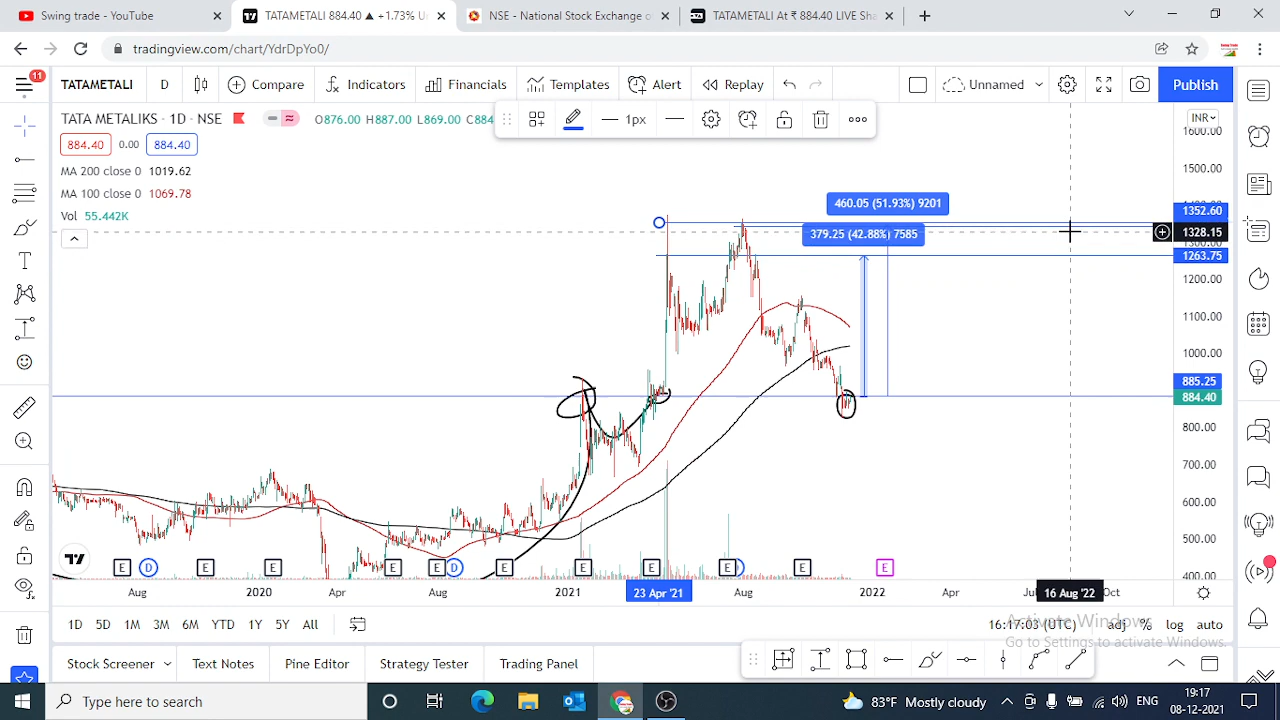 Swing trade - YouTube
TATAMETALI 884.40 ▲ +1.73% U
NSE - National Stock Exchange o
TATAMETALI At ₹ 884.40 LIVE Sha
tradingview.com/chart/YdrDpYo0/
11
TATAMETALI D Compare Indicators Financials Templates Alert Replay Unnamed Publish
TATA METALIKS · 1D · NSE O876.00 H887.00 L869.00 C884
1px
INR
884.40 0.00 884.40
MA 200 close 0 1019.62
MA 100 close 0 1069.78
Vol 55.442K
1600.00
1500.00
460.05 (51.93%) 9201
1352.60
379.25 (42.88%) 7585
1328.15
1300.00
1263.75
1200.00
1100.00
1000.00
885.25
884.40
800.00
700.00
600.00
500.00
400.00
E D E E E E D E E E E E E
Aug 2020 Apr Aug 2021 23 Apr '21 Aug 2022 Apr 16 Aug '22 Oct
1D 5D 1M 3M 6M YTD 1Y 5Y All
16:17:03 (UTC) adj % log auto
Activate Windows
Go to Settings to activate Windows.
Stock Screener Text Notes Pine Editor Strategy Tester Trading Panel
Type here to search
83°F Mostly cloudy
ENG
19:17
08-12-2021